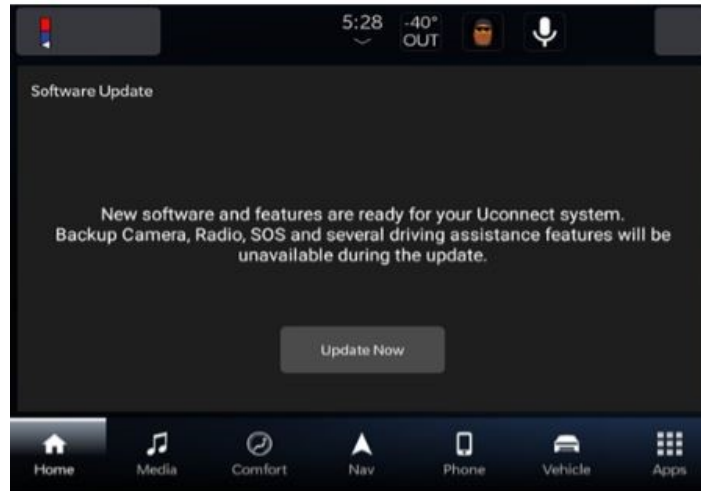 5:28 -40°
OUT
Software Update
New software and features are ready for your Uconnect system.
Backup Camera, Radio, SOS and several driving assistance features will be
unavailable during the update.
Update Now
Home Media Comfort Nav Phone Vehicle Apps